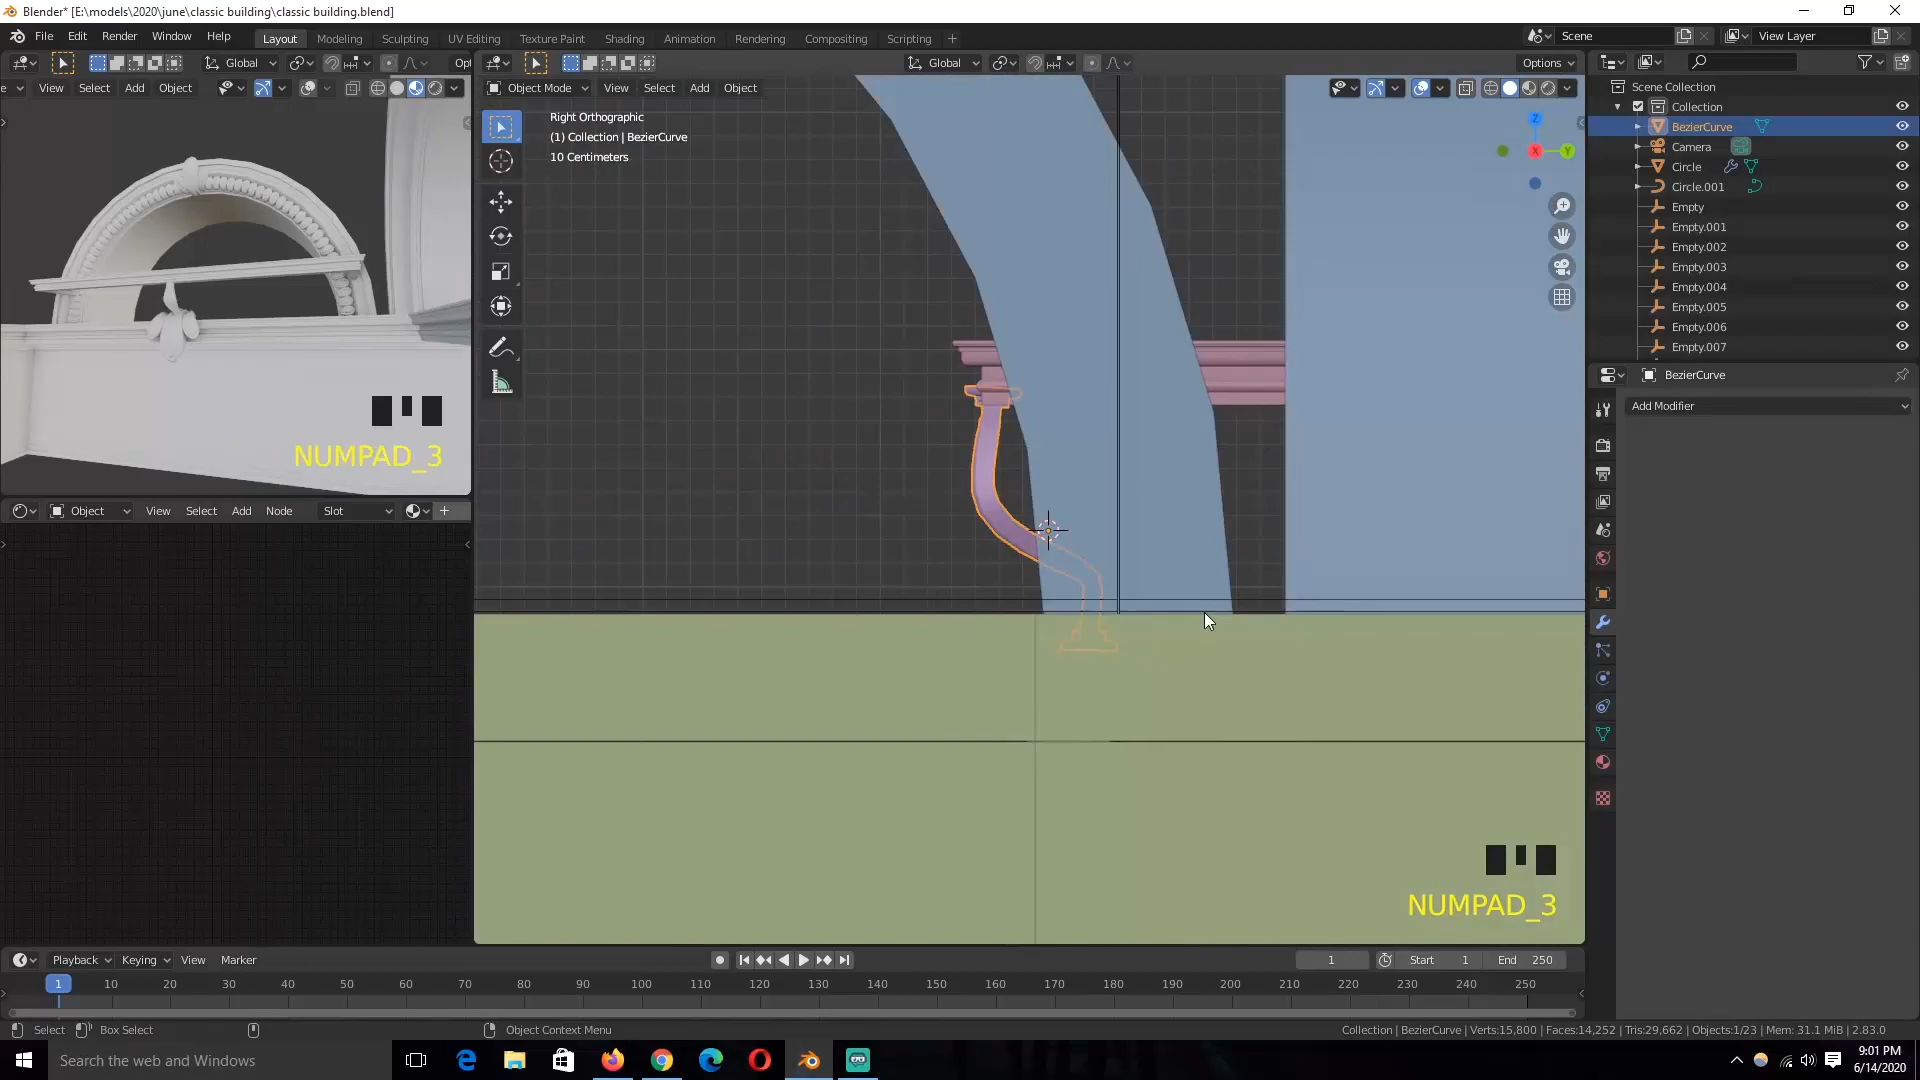 Blender* [E:\models\2020\june\classic building\classic building.blend]
File Edit Render Window Help
Layout Modeling Sculpting UV Editing Texture Paint Shading Animation Rendering Compositing Scripting +
Scene
View Layer
Global
Opt
Global
Options
e View Select Add Object
Object Mode View Select Add Object
Right Orthographic
(1) Collection | BezierCurve
10 Centimeters
Z
X
Y
Scene Collection
Collection
BezierCurve
Camera
Circle
Circle.001
Empty
Empty.001
Empty.002
Empty.003
Empty.004
Empty.005
Empty.006
Empty.007
BezierCurve
Add Modifier
NUMPAD_3
Object View Select Add Node Slot
NUMPAD_3
Playback Keying View Marker
1 Start 1 End 250
1 10 20 30 40 50 60 70 80 90 100 110 120 130 140 150 160 170 180 190 200 210 220 230 240 250
Select Box Select Object Context Menu
Collection | BezierCurve | Verts:15,800 | Faces:14,252 | Tris:29,662 | Objects:1/23 | Mem: 31.1 MiB | 2.83.0
Search the web and Windows
9:01 PM
6/14/2020